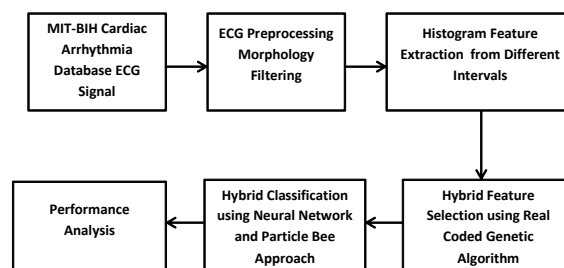 MIT-BIH Cardiac
Arrhythmia
Database ECG
Signal
ECG Preprocessing
Morphology
Filtering
Histogram Feature
Extraction from Different
Intervals
Performance
Analysis
Hybrid Classification
using Neural Network
and Particle Bee
Approach
Hybrid Feature
Selection using Real
Coded Genetic
Algorithm